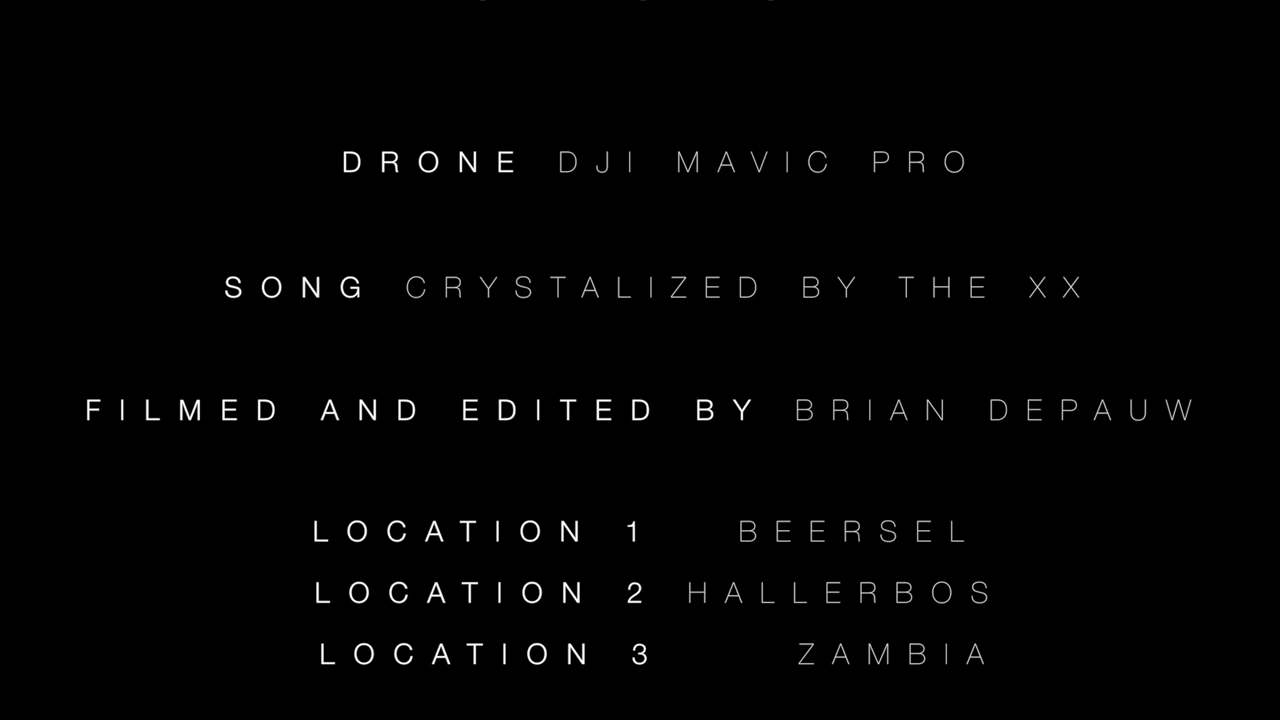 DRONE DJI MAVIC PRO
SONG CRYSTALIZED BY THE XX
FILMED AND EDITED BY BRIAN DEPAUW
LOCATION 1 BEERSEL
LOCATION 2 HALLERBOS
LOCATION 3 ZAMBIA